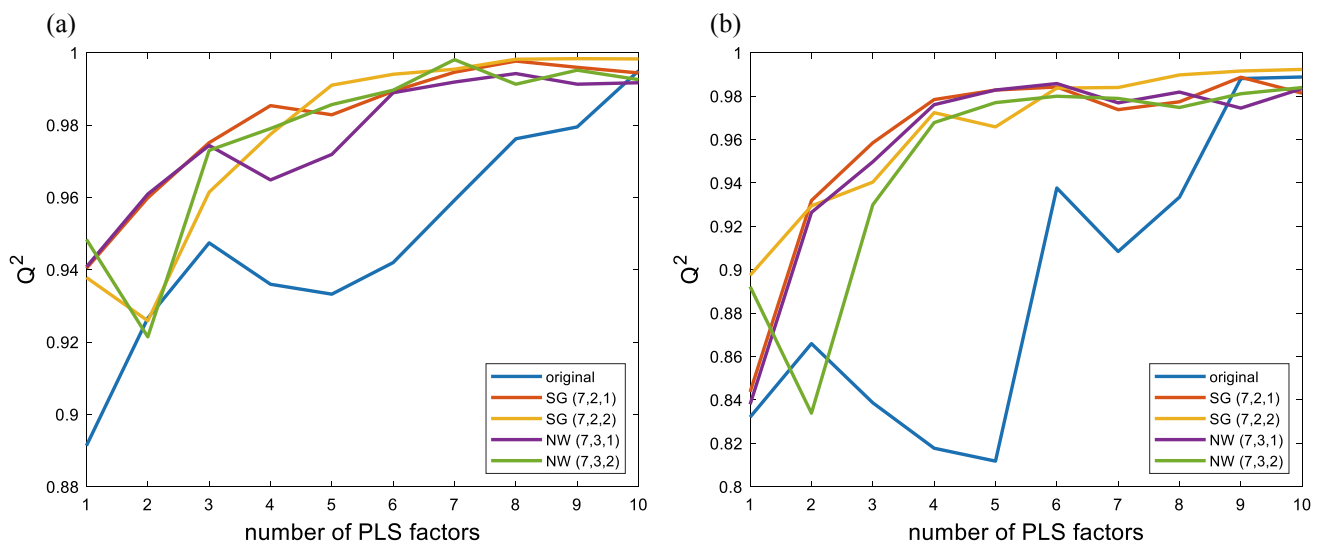 (a)
1
0.98
0.96
0.94
0.92
0.9
0.88
Q²
1 2 3 4 5 6 7 8 9 10
number of PLS factors
original
SG (7,2,1)
SG (7,2,2)
NW (7,3,1)
NW (7,3,2)
(b)
1
0.98
0.96
0.94
0.92
0.9
0.88
0.86
0.84
0.82
0.8
Q²
1 2 3 4 5 6 7 8 9 10
number of PLS factors
original
SG (7,2,1)
SG (7,2,2)
NW (7,3,1)
NW (7,3,2)